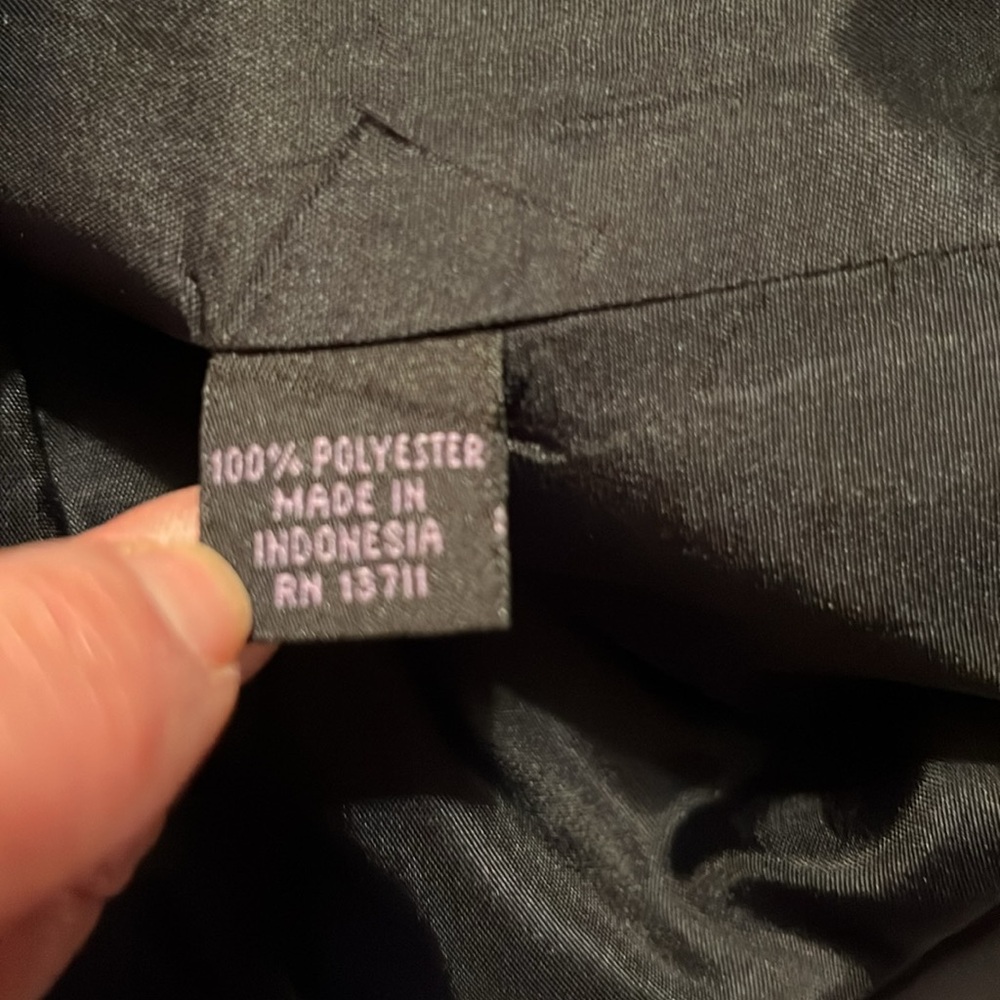 100% POLYESTER
MADE IN
INDONESIA
RN 13711